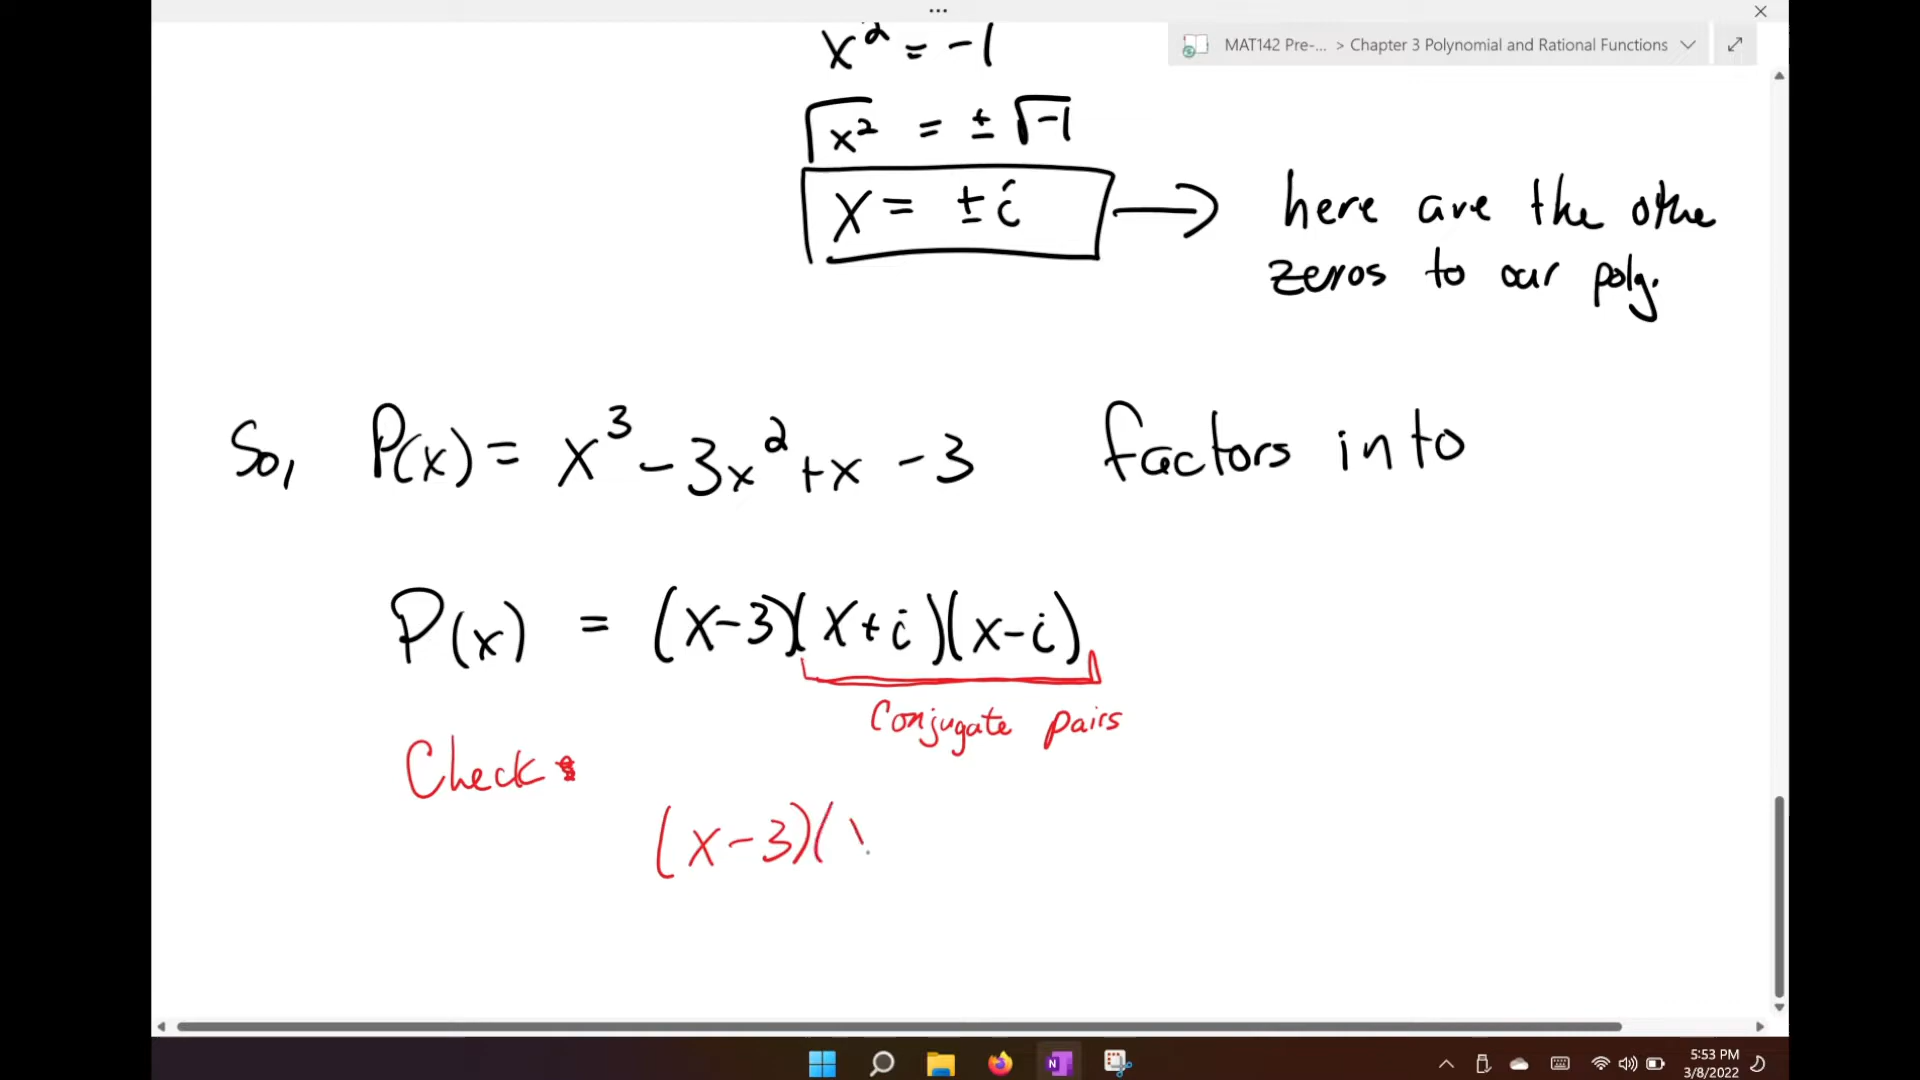 ...
x² = -1
MAT142 Pre-... > Chapter 3 Polynomial and Rational Functions
√x² = ± √-1
x = ± i → here are the othe
zeros to our poly.
So, P(x) = x³ - 3x² + x - 3 factors into
P(x) = (x-3)(x+i)(x-i)
Conjugate pairs
Check:
(x-3)(
5:53 PM
3/8/2022